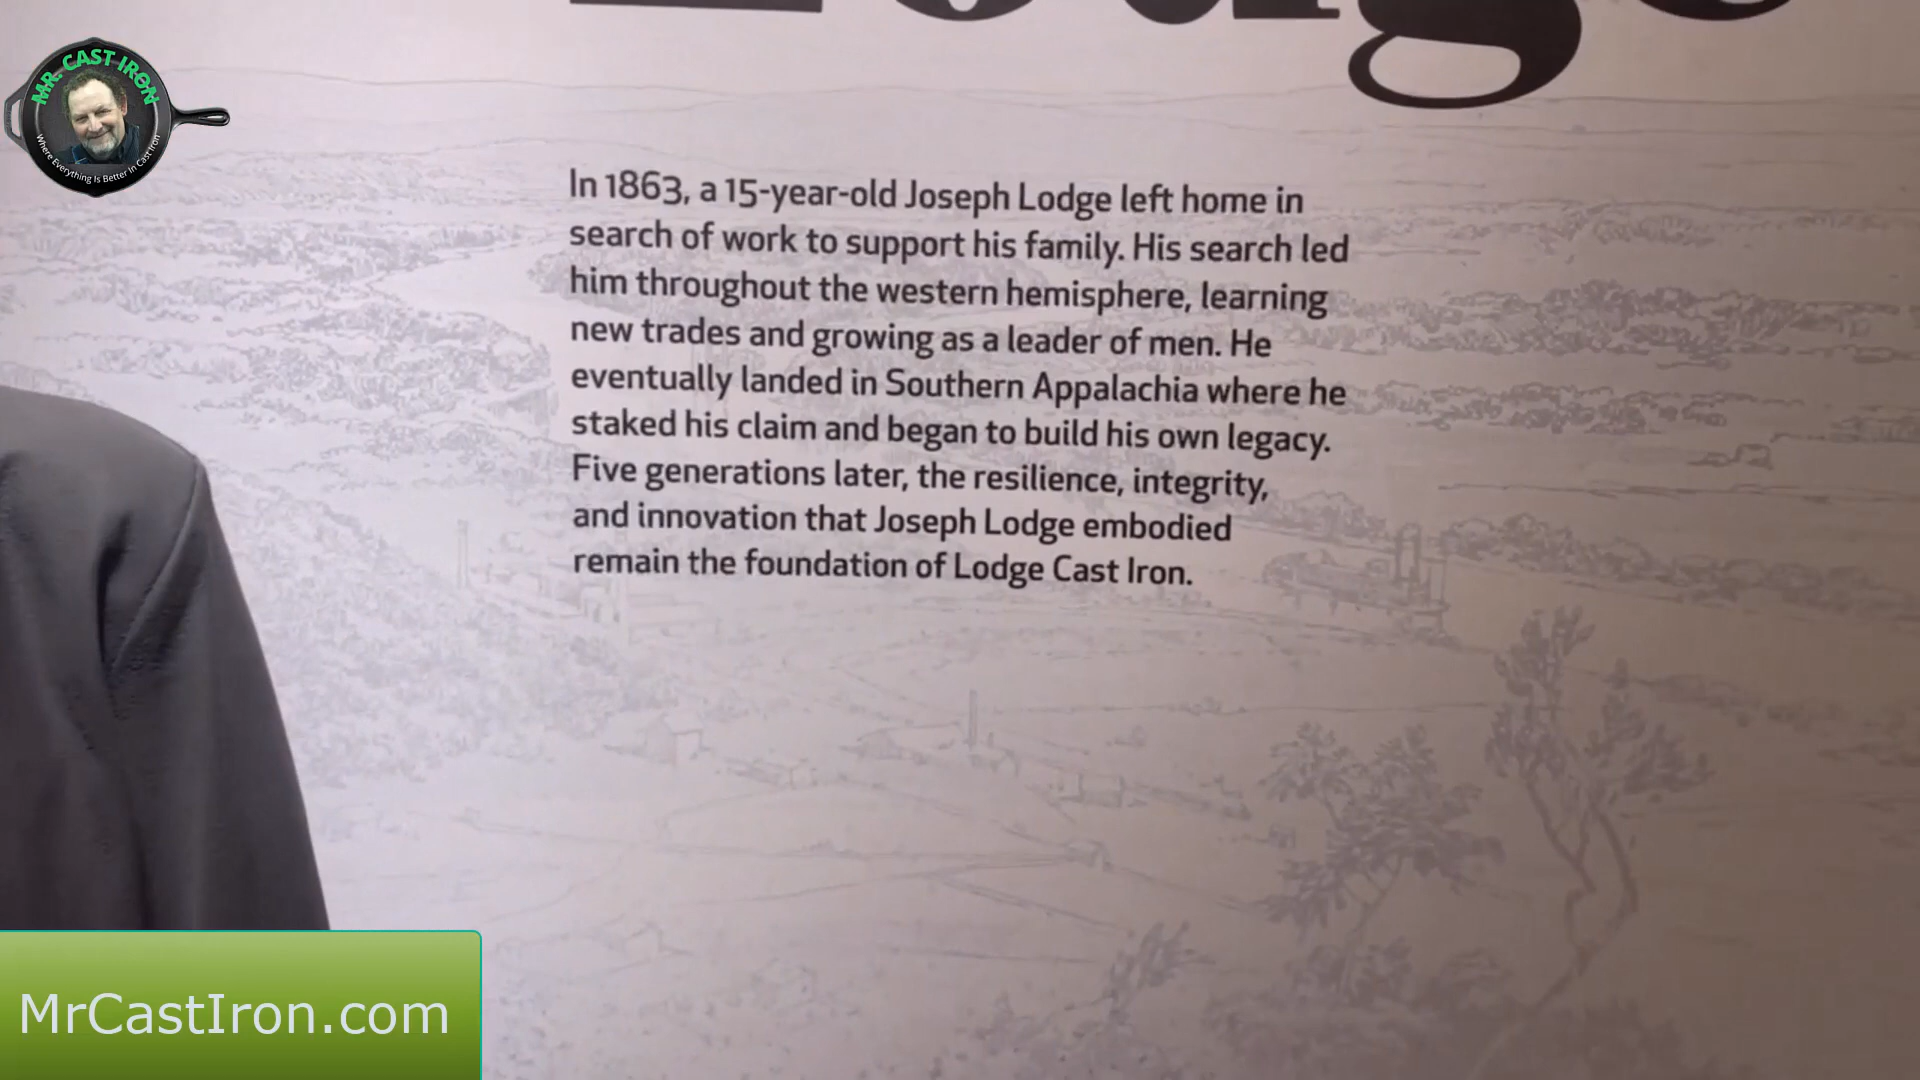 Lodge
MR. CAST IRON
Where Everything Is Better In Cast Iron
In 1863, a 15-year-old Joseph Lodge left home in
search of work to support his family. His search led
him throughout the western hemisphere, learning
new trades and growing as a leader of men. He
eventually landed in Southern Appalachia where he
staked his claim and began to build his own legacy.
Five generations later, the resilience, integrity,
and innovation that Joseph Lodge embodied
remain the foundation of Lodge Cast Iron.
MrCastIron.com